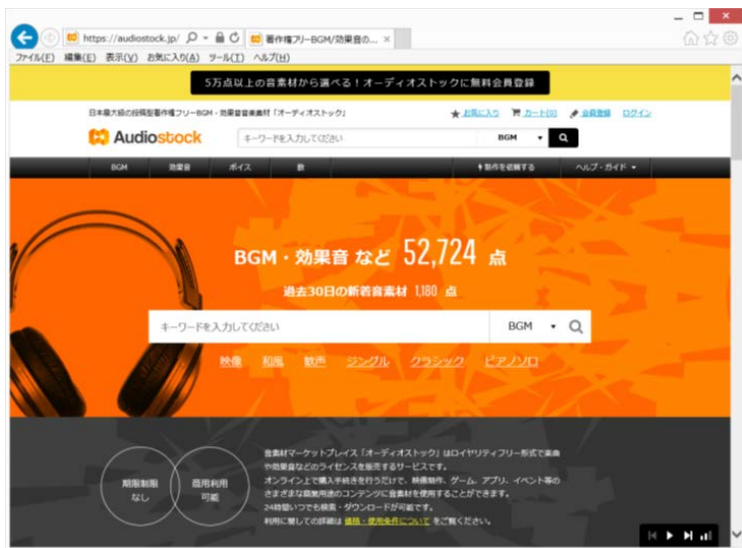 https://audiostock.jp/
著作権フリーBGM/効果音の...
ファイル(F) 編集(E) 表示(V) お気に入り(A) ツール(T) ヘルプ(H)
5万点以上の音素材から選べる！オーディオストックに無料会員登録
日本最大級の投稿型著作権フリーBGM・効果音音楽素材「オーディオストック」
お気に入り カート(0) 会員登録 ログイン
Audiostock
キーワードを入力してください BGM
BGM 効果音 ボイス 歌 制作を依頼する ヘルプ・ガイド
BGM・効果音 など 52,724 点
過去30日の新着音素材 1,180 点
キーワードを入力してください BGM
映像 和風 歓声 ジングル クラシック ピアノソロ
期限制限
なし
商用利用
可能
音素材マーケットプレイス「オーディオストック」はロイヤリティフリー形式で楽曲
や効果音などのライセンスを販売するサービスです。
オンライン上で購入手続きを行うだけで、映像制作、ゲーム、アプリ、イベント等の
さまざまな商業用途のコンテンツに音素材を使用することができます。
24時間いつでも検索・ダウンロードが可能です。
利用に関しての詳細は 価格・使用条件について をご覧ください。